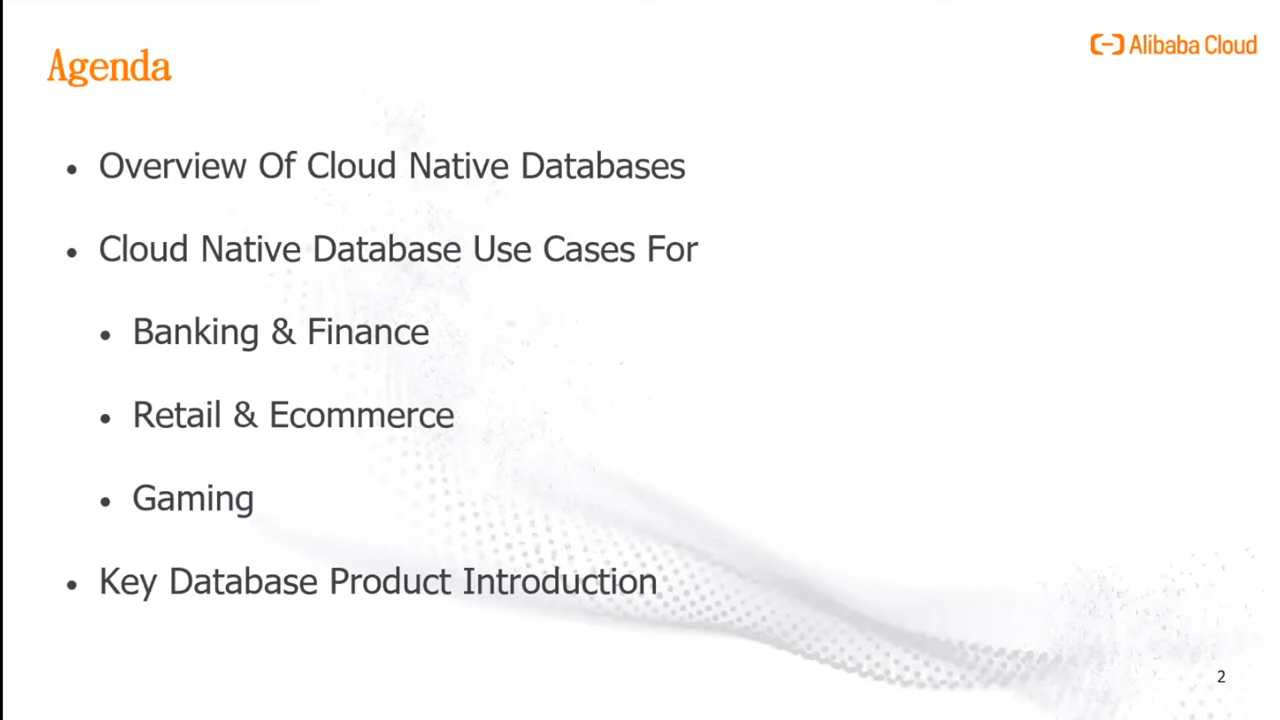 Agenda
Alibaba Cloud
• Overview Of Cloud Native Databases
• Cloud Native Database Use Cases For
• Banking & Finance
• Retail & Ecommerce
• Gaming
• Key Database Product Introduction
2